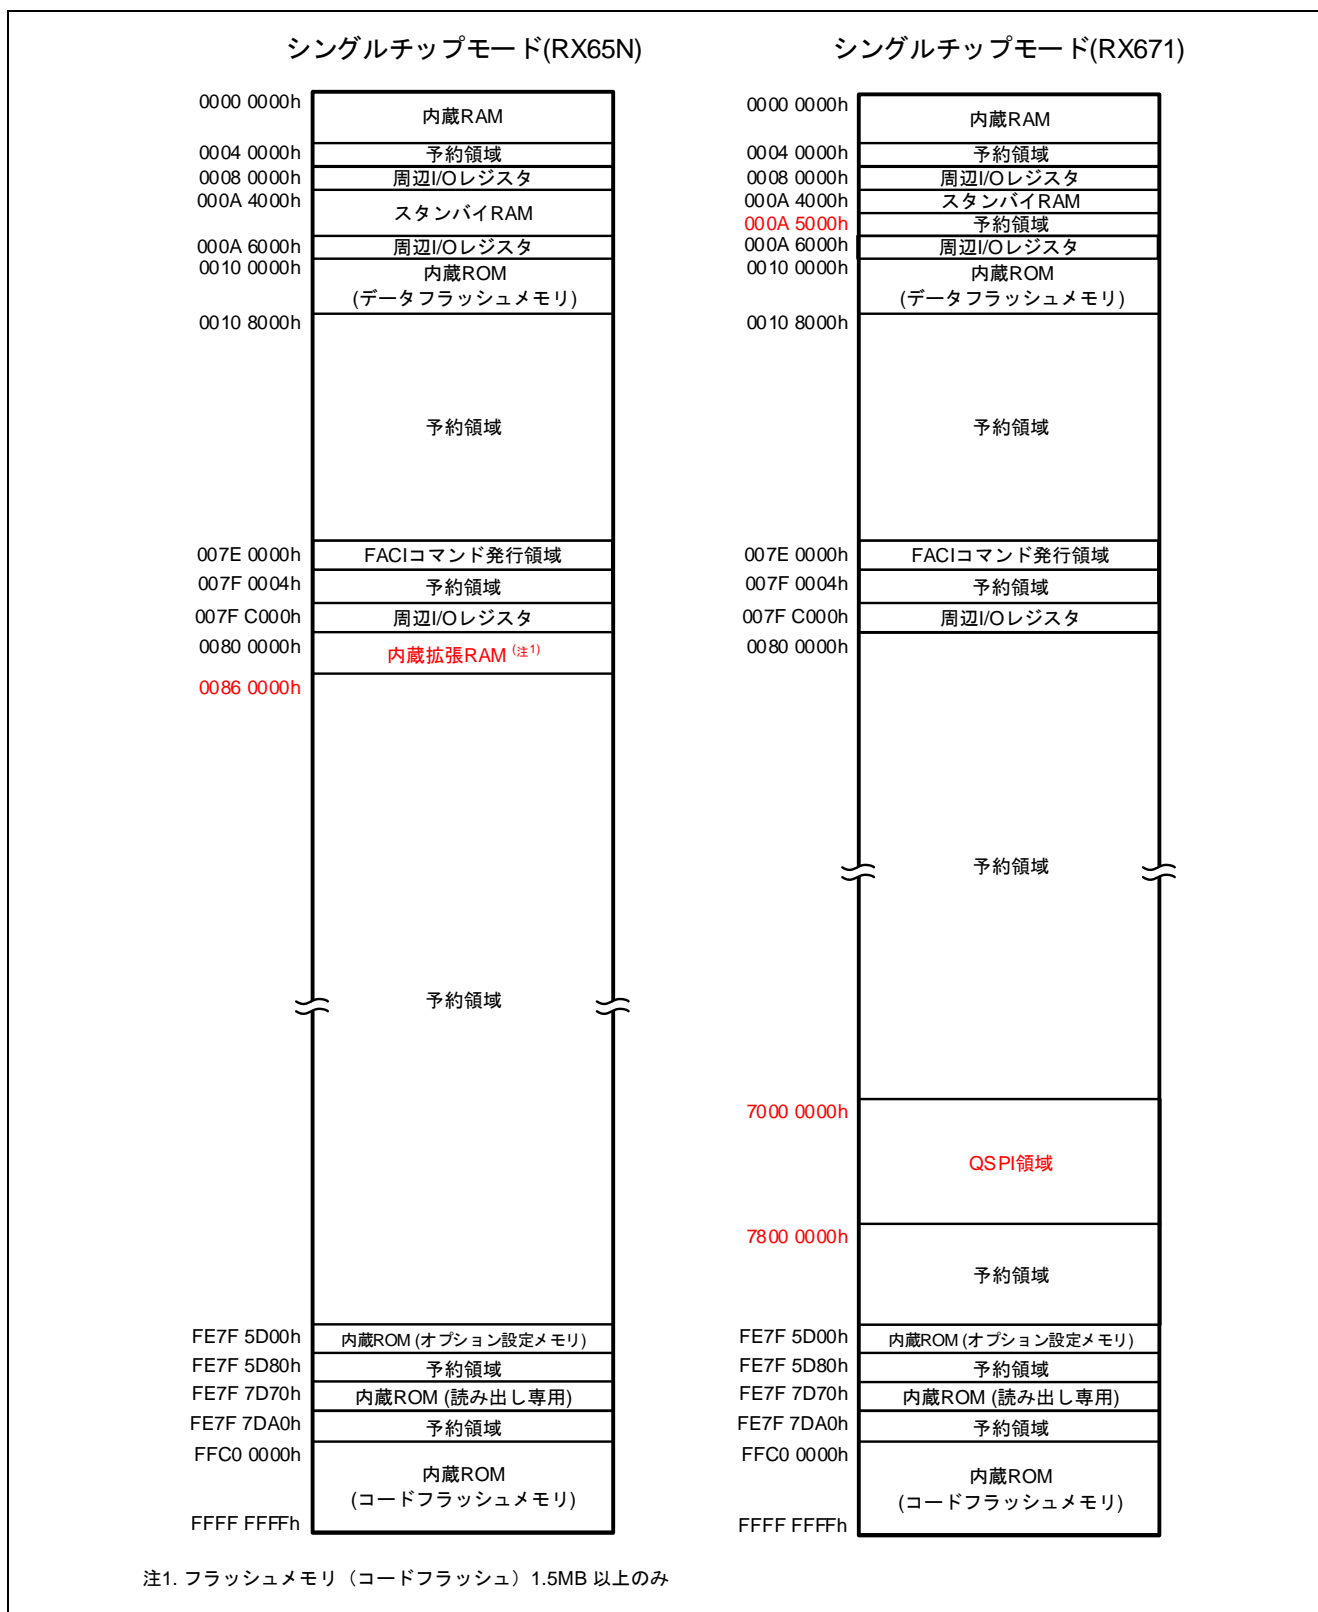 シングルチップモード(RX65N)
0000 0000h
内蔵RAM
0004 0000h
予約領域
0008 0000h
周辺I/Oレジスタ
000A 4000h
スタンバイRAM
000A 6000h
周辺I/Oレジスタ
0010 0000h
内蔵ROM
(データフラッシュメモリ)
0010 8000h
予約領域
007E 0000h
FACIコマンド発行領域
007F 0004h
予約領域
007F C000h
周辺I/Oレジスタ
0080 0000h
内蔵拡張RAM (注1)
0086 0000h
予約領域
FE7F 5D00h
内蔵ROM (オプション設定メモリ)
FE7F 5D80h
予約領域
FE7F 7D70h
内蔵ROM (読み出し専用)
FE7F 7DA0h
予約領域
FFC0 0000h
内蔵ROM
(コードフラッシュメモリ)
FFFF FFFFh
シングルチップモード(RX671)
0000 0000h
内蔵RAM
0004 0000h
予約領域
0008 0000h
周辺I/Oレジスタ
000A 4000h
スタンバイRAM
000A 5000h
予約領域
000A 6000h
周辺I/Oレジスタ
0010 0000h
内蔵ROM
(データフラッシュメモリ)
0010 8000h
予約領域
007E 0000h
FACIコマンド発行領域
007F 0004h
予約領域
007F C000h
周辺I/Oレジスタ
0080 0000h
予約領域
7000 0000h
QSPI領域
7800 0000h
予約領域
FE7F 5D00h
内蔵ROM (オプション設定メモリ)
FE7F 5D80h
予約領域
FE7F 7D70h
内蔵ROM (読み出し専用)
FE7F 7DA0h
予約領域
FFC0 0000h
内蔵ROM
(コードフラッシュメモリ)
FFFF FFFFh
注1. フラッシュメモリ（コードフラッシュ）1.5MB 以上のみ